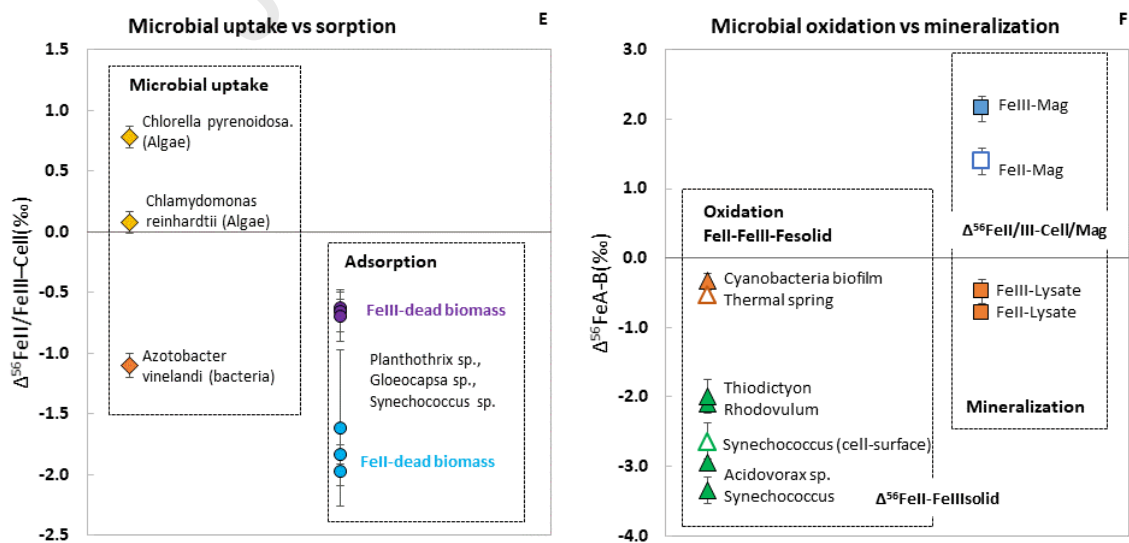 Microbial uptake vs sorption
E
1.5
1.0
0.5
0.0
-0.5
-1.0
-1.5
-2.0
-2.5
Δ⁵⁶FeII/FeIII–Cell(‰)
Microbial uptake
Chlorella pyrenoidosa.
(Algae)
Chlamydomonas
reinhardtii (Algae)
Azotobacter
vinelandi (bacteria)
Adsorption
FeIII-dead biomass
Planthothrix sp.,
Gloeocapsa sp.,
Synechococcus sp.
FeII-dead biomass
Microbial oxidation vs mineralization
F
3.0
2.0
1.0
0.0
-1.0
-2.0
-3.0
-4.0
Δ⁵⁶FeA-B(‰)
Oxidation
FeII-FeIII-Fesolid
Cyanobacteria biofilm
Thermal spring
Thiodictyon
Rhodovulum
Synechococcus (cell-surface)
Acidovorax sp.
Synechococcus
Δ⁵⁶FeII-FeIIIsolid
FeIII-Mag
FeII-Mag
Δ⁵⁶FeII/III-Cell/Mag
FeIII-Lysate
FeII-Lysate
Mineralization